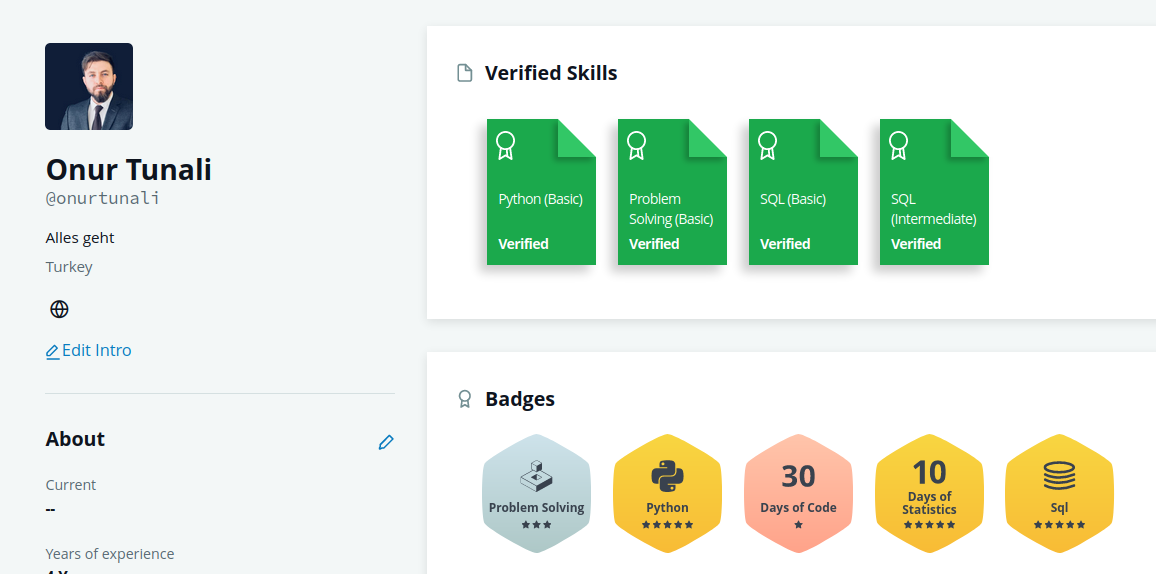 Onur Tunali
@onurtunali
Alles geht
Turkey
Edit Intro
About
Current
--
Years of experience
Verified Skills
Python (Basic)
Verified
Problem
Solving (Basic)
Verified
SQL (Basic)
Verified
SQL
(Intermediate)
Verified
Badges
Problem Solving
Python
30
Days of Code
10
Days of
Statistics
Sql